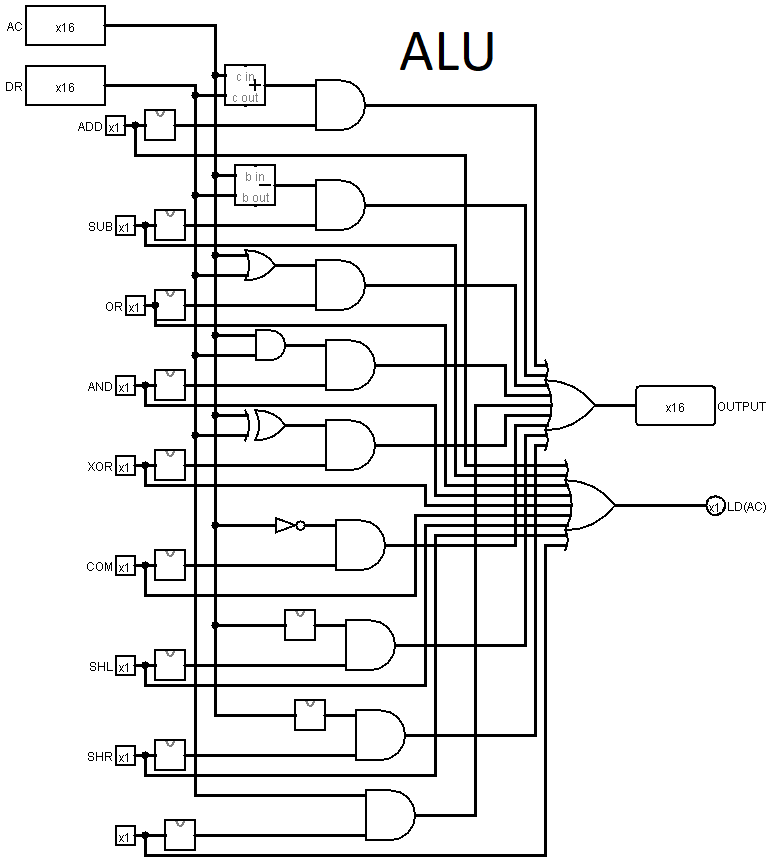 AC x16
ALU
DR x16
c in
+
c out
ADD x1
b in
−
b out
SUB x1
OR x1
AND x1
x16 OUTPUT
XOR x1
x1 LD(AC)
COM x1
SHL x1
SHR x1
x1